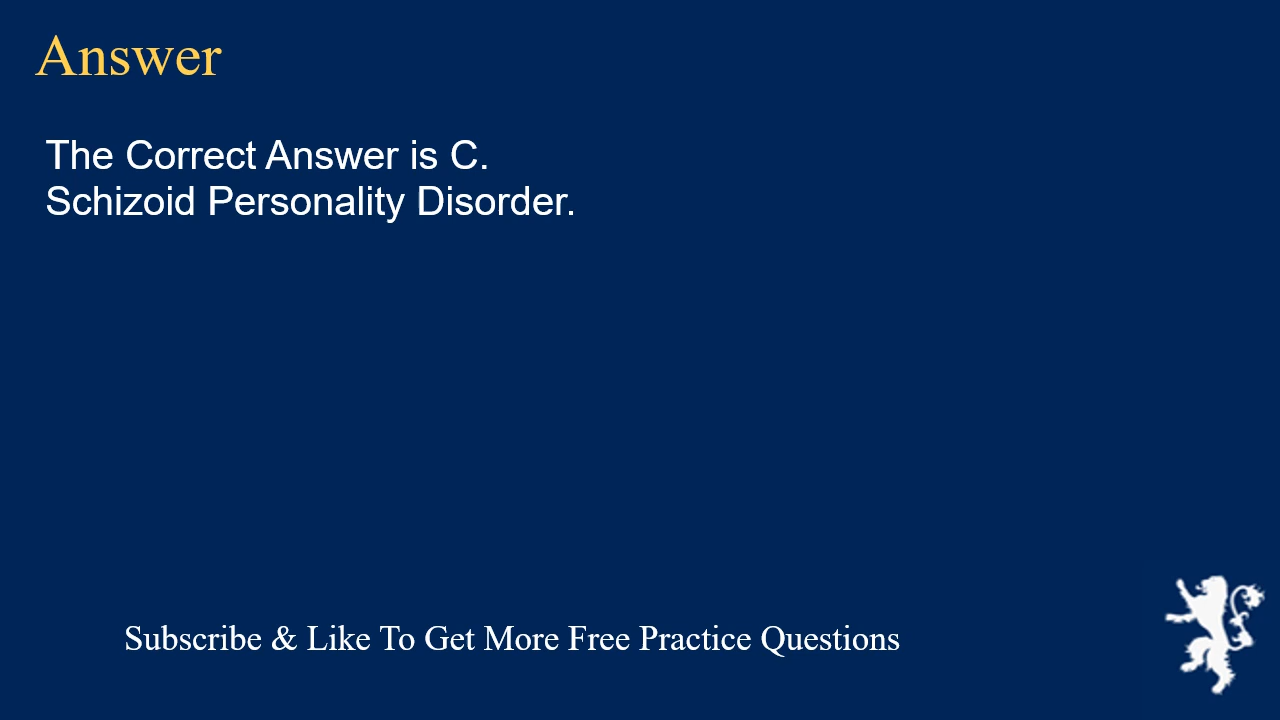 Answer
The Correct Answer is C.
Schizoid Personality Disorder.
Subscribe & Like To Get More Free Practice Questions